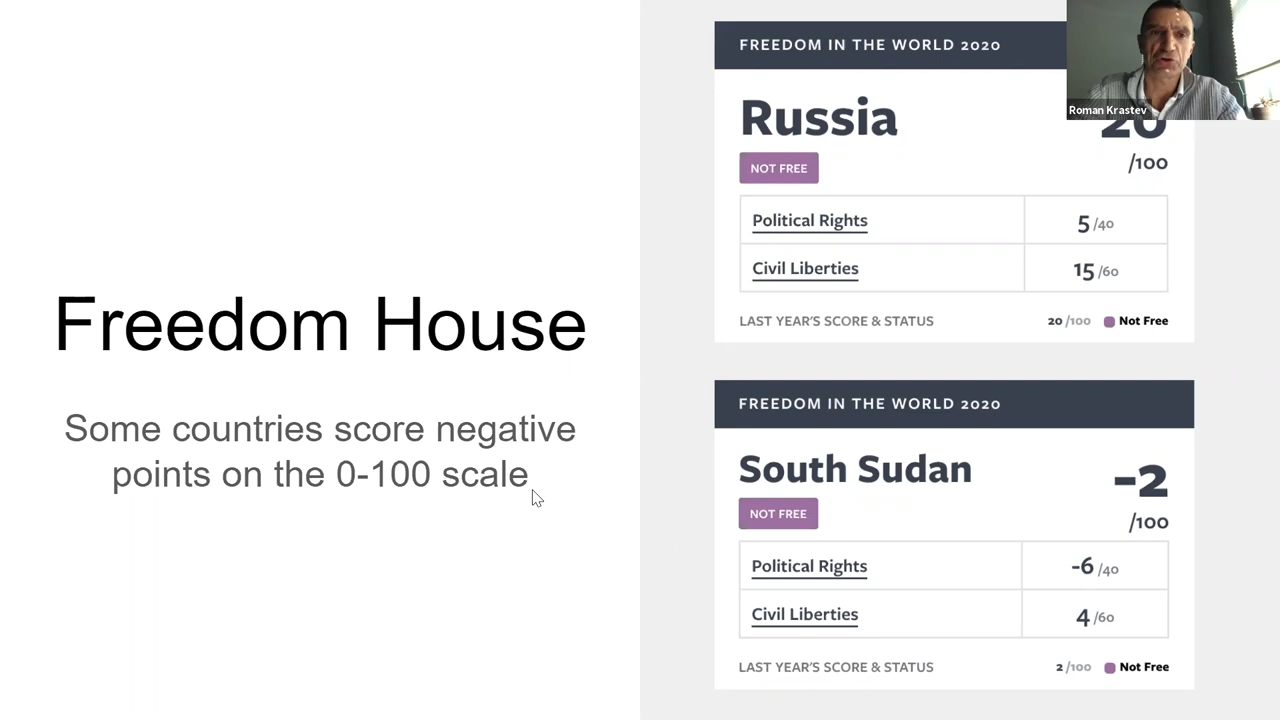 Freedom House
Some countries score negative
points on the 0-100 scale
FREEDOM IN THE WORLD 2020
Russia
20
/100
NOT FREE
Political Rights
5 /40
Civil Liberties
15 /60
LAST YEAR'S SCORE & STATUS
20 /100 Not Free
Roman Krastev
FREEDOM IN THE WORLD 2020
South Sudan
-2
/100
NOT FREE
Political Rights
-6 /40
Civil Liberties
4 /60
LAST YEAR'S SCORE & STATUS
2 /100 Not Free